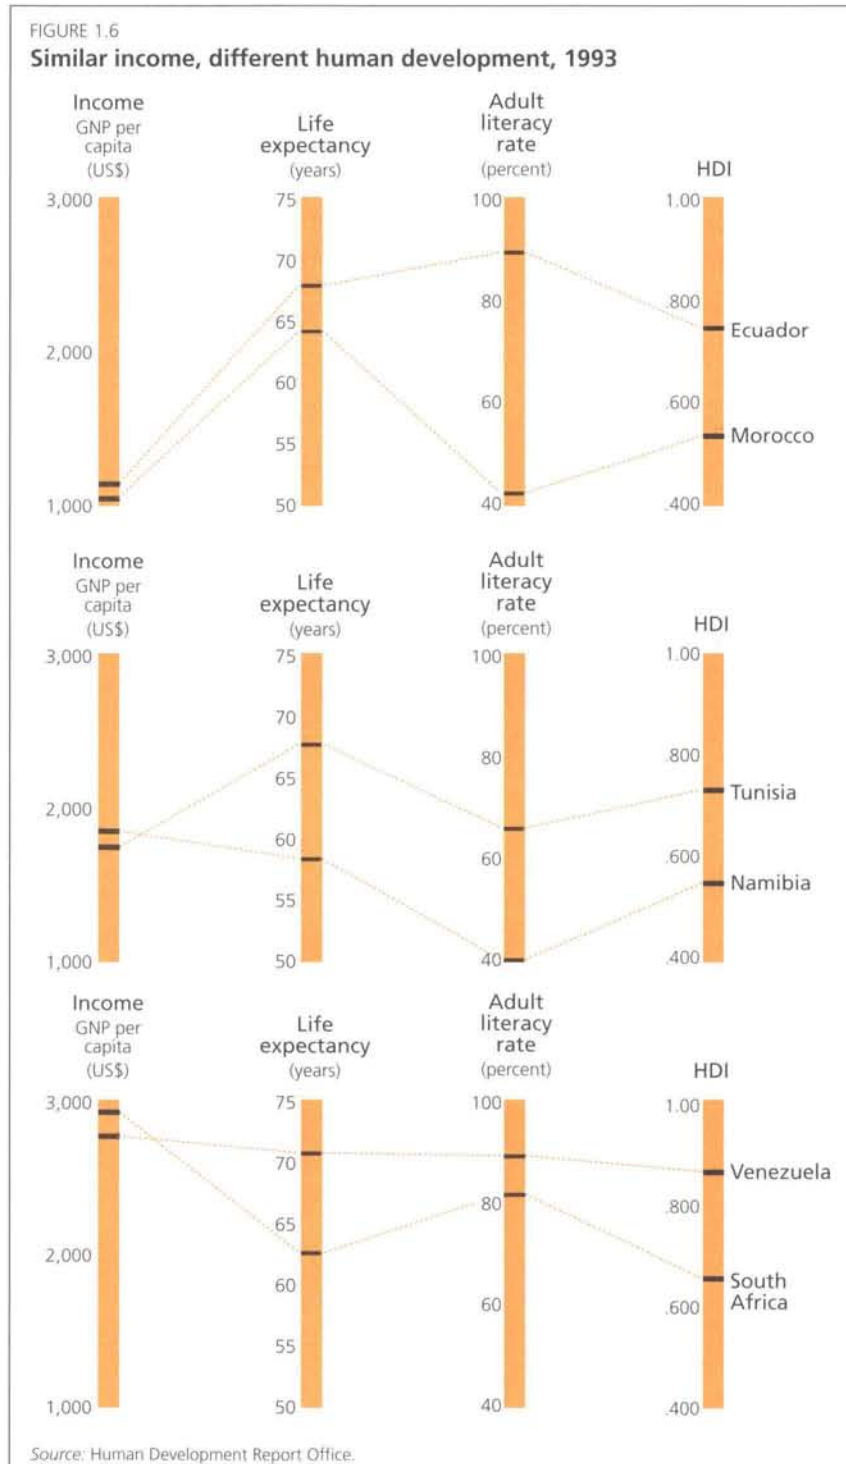 FIGURE 1.6
Similar income, different human development, 1993
Income
GNP per
capita
(US$)
Life
expectancy
(years)
Adult
literacy
rate
(percent)
HDI
3,000
2,000
1,000
75
70
65
60
55
50
100
80
60
40
1.00
.800
.600
.400
Ecuador
Morocco
Income
GNP per
capita
(US$)
Life
expectancy
(years)
Adult
literacy
rate
(percent)
HDI
3,000
2,000
1,000
75
70
65
60
55
50
100
80
60
40
1.00
.800
.600
.400
Tunisia
Namibia
Income
GNP per
capita
(US$)
Life
expectancy
(years)
Adult
literacy
rate
(percent)
HDI
3,000
2,000
1,000
75
70
65
60
55
50
100
80
60
40
1.00
.800
.600
.400
Venezuela
South
Africa
Source: Human Development Report Office.